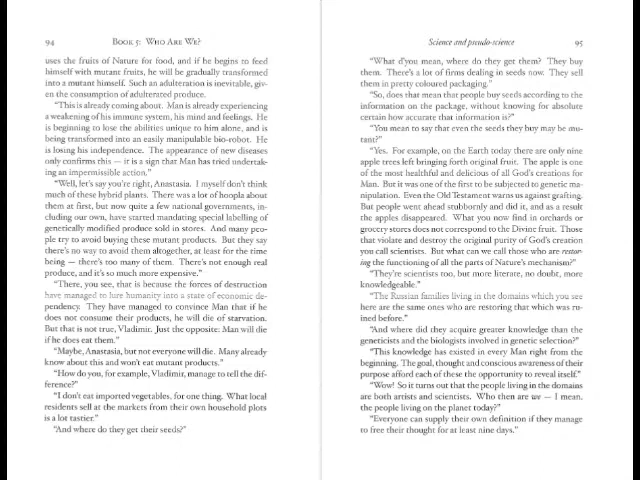 94 BOOK 5: WHO ARE WE?
uses the fruits of Nature for food, and if he begins to feed
himself with mutant fruits, he will be gradually transformed
into a mutant himself. Such an adulteration is inevitable, giv-
en the consumption of adulterated produce.
"This is already coming about. Man is already experiencing
a weakening of his immune system, his mind and feelings. He
is beginning to lose the abilities unique to him alone, and is
being transformed into an easily manipulable bio-robot. He
is losing his independence. The appearance of new diseases
only confirms this — it is a sign that Man has tried undertak-
ing an impermissible action."
"Well, let's say you're right, Anastasia. I myself don't think
much of these hybrid plants. There was a lot of hoopla about
them at first, but now quite a few national governments, in-
cluding our own, have started mandating special labelling of
genetically modified produce sold in stores. And many peo-
ple try to avoid buying these mutant products. But they say
there's no way to avoid them altogether, at least for the time
being — there's too many of them. There's not enough real
produce, and it's so much more expensive."
"There, you see, that is because the forces of destruction
have managed to lure humanity into a state of economic de-
pendency. They have managed to convince Man that if he
does not consume their products, he will die of starvation.
But that is not true, Vladimir. Just the opposite: Man will die
if he does eat them."
"Maybe, Anastasia, but not everyone will die. Many already
know about this and won't eat mutant products."
"How do you, for example, Vladimir, manage to tell the dif-
ference?"
"I don't eat imported vegetables, for one thing. What local
residents sell at the markets from their own household plots
is a lot tastier."
"And where do they get their seeds?"
Science and pseudo-science 95
"What d'you mean, where do they get them? They buy
them. There's a lot of firms dealing in seeds now. They sell
them in pretty coloured packaging."
"So, does that mean that people buy seeds according to the
information on the package, without knowing for absolute
certain how accurate that information is?"
"You mean to say that even the seeds they buy may be mu-
tant?"
"Yes. For example, on the Earth today there are only nine
apple trees left bringing forth original fruit. The apple is one
of the most healthful and delicious of all God's creations for
Man. But it was one of the first to be subjected to genetic ma-
nipulation. Even the Old Testament warns us against grafting.
But people went ahead stubbornly and did it, and as a result
the apples disappeared. What you now find in orchards or
grocery stores does not correspond to the Divine fruit. Those
that violate and destroy the original purity of God's creation
you call scientists. But what can we call those who are restor-
ing the functioning of all the parts of Nature's mechanism?"
"They're scientists too, but more literate, no doubt, more
knowledgeable."
"The Russian families living in the domains which you see
here are the same ones who are restoring that which was ru-
ined before."
"And where did they acquire greater knowledge than the
geneticists and the biologists involved in genetic selection?"
"This knowledge has existed in every Man right from the
beginning. The goal, thought and conscious awareness of their
purpose afford each of these the opportunity to reveal itself."
"Wow! So it turns out that the people living in the domains
are both artists and scientists. Who then are we — I mean,
the people living on the planet today?"
"Everyone can supply their own definition if they manage
to free their thought for at least nine days."